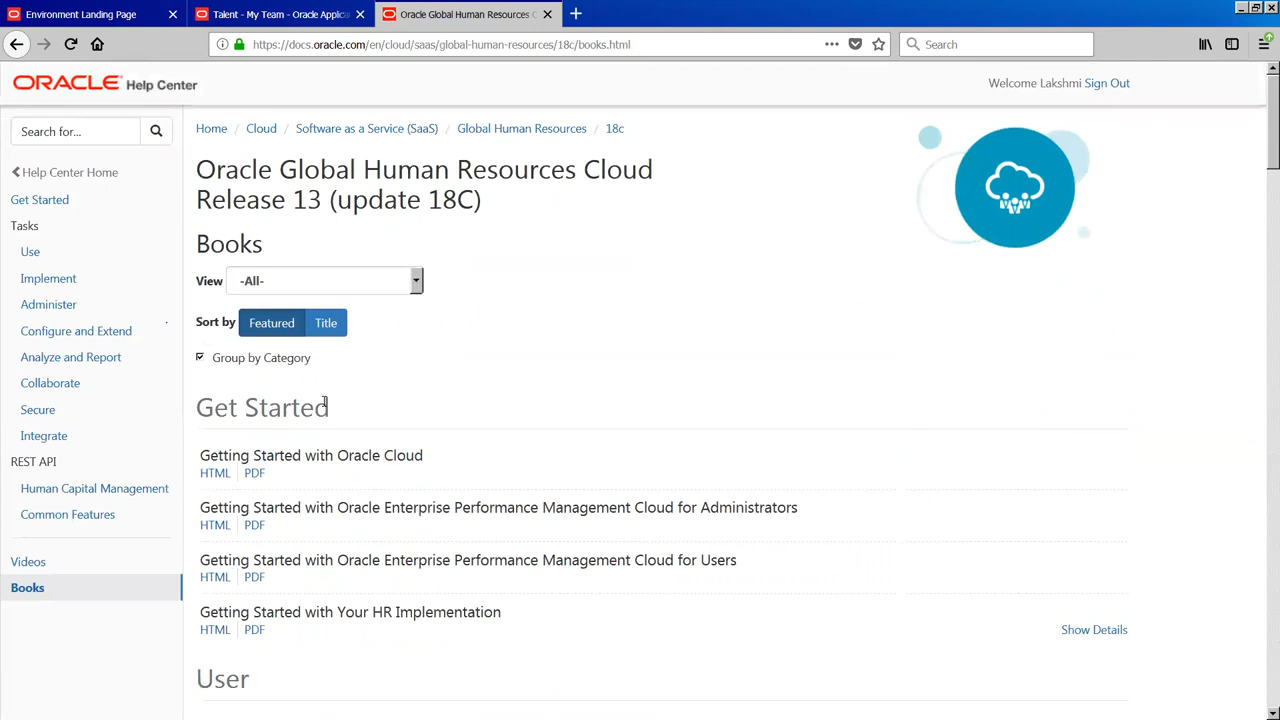 Environment Landing Page
Talent - My Team - Oracle Applic
Oracle Global Human Resources C
https://docs.oracle.com/en/cloud/saas/global-human-resources/18c/books.html
Search
ORACLE Help Center
Welcome Lakshmi Sign Out
Search for...
Help Center Home
Get Started
Tasks
Use
Implement
Administer
Configure and Extend
Analyze and Report
Collaborate
Secure
Integrate
REST API
Human Capital Management
Common Features
Videos
Books
Home Cloud Software as a Service (SaaS) Global Human Resources 18c
Oracle Global Human Resources Cloud
Release 13 (update 18C)
Books
View -All-
Sort by Featured Title
Group by Category
Get Started
Getting Started with Oracle Cloud
HTML PDF
Getting Started with Oracle Enterprise Performance Management Cloud for Administrators
HTML PDF
Getting Started with Oracle Enterprise Performance Management Cloud for Users
HTML PDF
Getting Started with Your HR Implementation
HTML PDF
Show Details
User